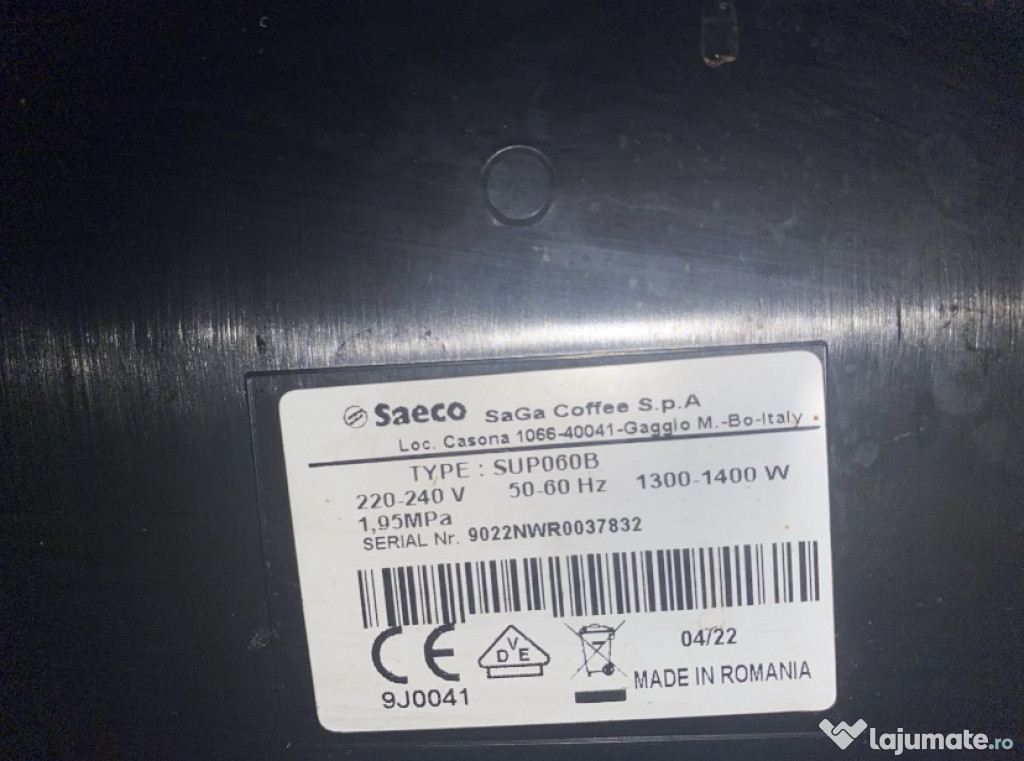 Saeco SaGa Coffee S.p.A
Loc. Casona 1066-40041-Gaggio M.-Bo-Italy
TYPE : SUP060B
220-240 V 50-60 Hz 1300-1400 W
1,95MPa
SERIAL Nr. 9022NWR0037832
CE DVE 04/22
9J0041 MADE IN ROMANIA
lajumate.ro